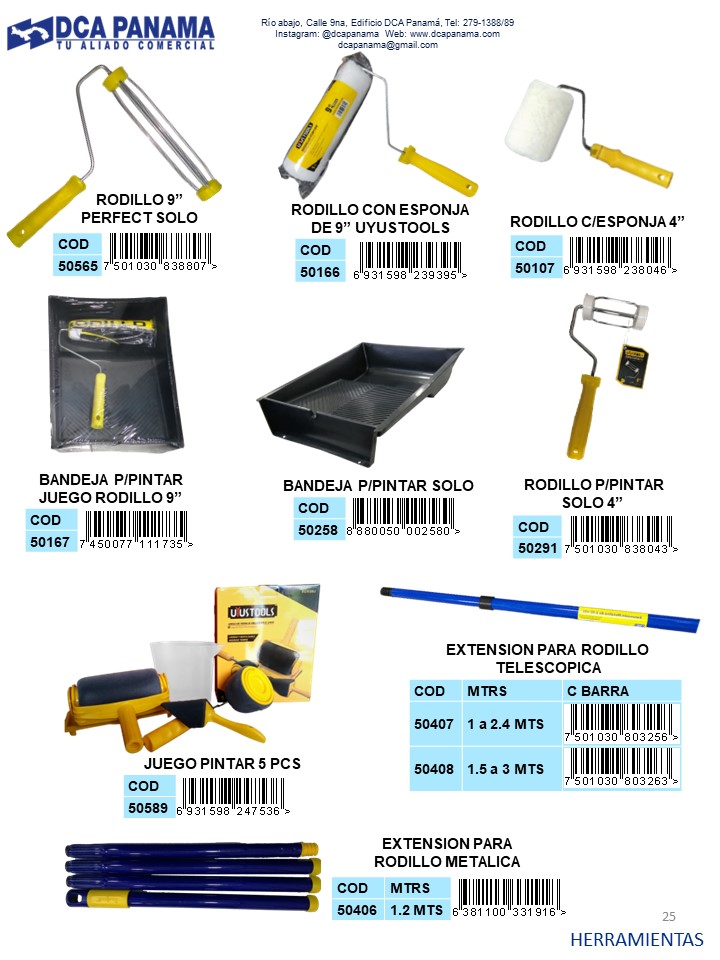 DCA PANAMA
TU ALIADO COMERCIAL
Río abajo, Calle 9na, Edificio DCA Panamá, Tel: 279-1388/89
Instagram: @dcapanama Web: www.dcapanama.com
dcapanama@gmail.com
RODILLO 9”
PERFECT SOLO
COD
50565
7 501030 838807 >
RODILLO CON ESPONJA
DE 9” UYUSTOOLS
COD
50166
6 931598 239395 >
RODILLO C/ESPONJA 4”
COD
50107
6 931598 238046 >
BANDEJA P/PINTAR
JUEGO RODILLO 9”
COD
50167
7 450077 111735 >
BANDEJA P/PINTAR SOLO
COD
50258
8 880050 002580 >
RODILLO P/PINTAR
SOLO 4”
COD
50291
7 501030 838043 >
UYUSTOOLS
JUEGO PINTAR 5 PCS
COD
50589
6 931598 247536 >
EXTENSION PARA RODILLO
TELESCOPICA
COD MTRS C BARRA
50407 1 a 2.4 MTS
7 501030 803256 >
50408 1.5 a 3 MTS
7 501030 803263 >
EXTENSION PARA
RODILLO METALICA
COD MTRS
50406 1.2 MTS
6 381100 331916 >
25
HERRAMIENTAS